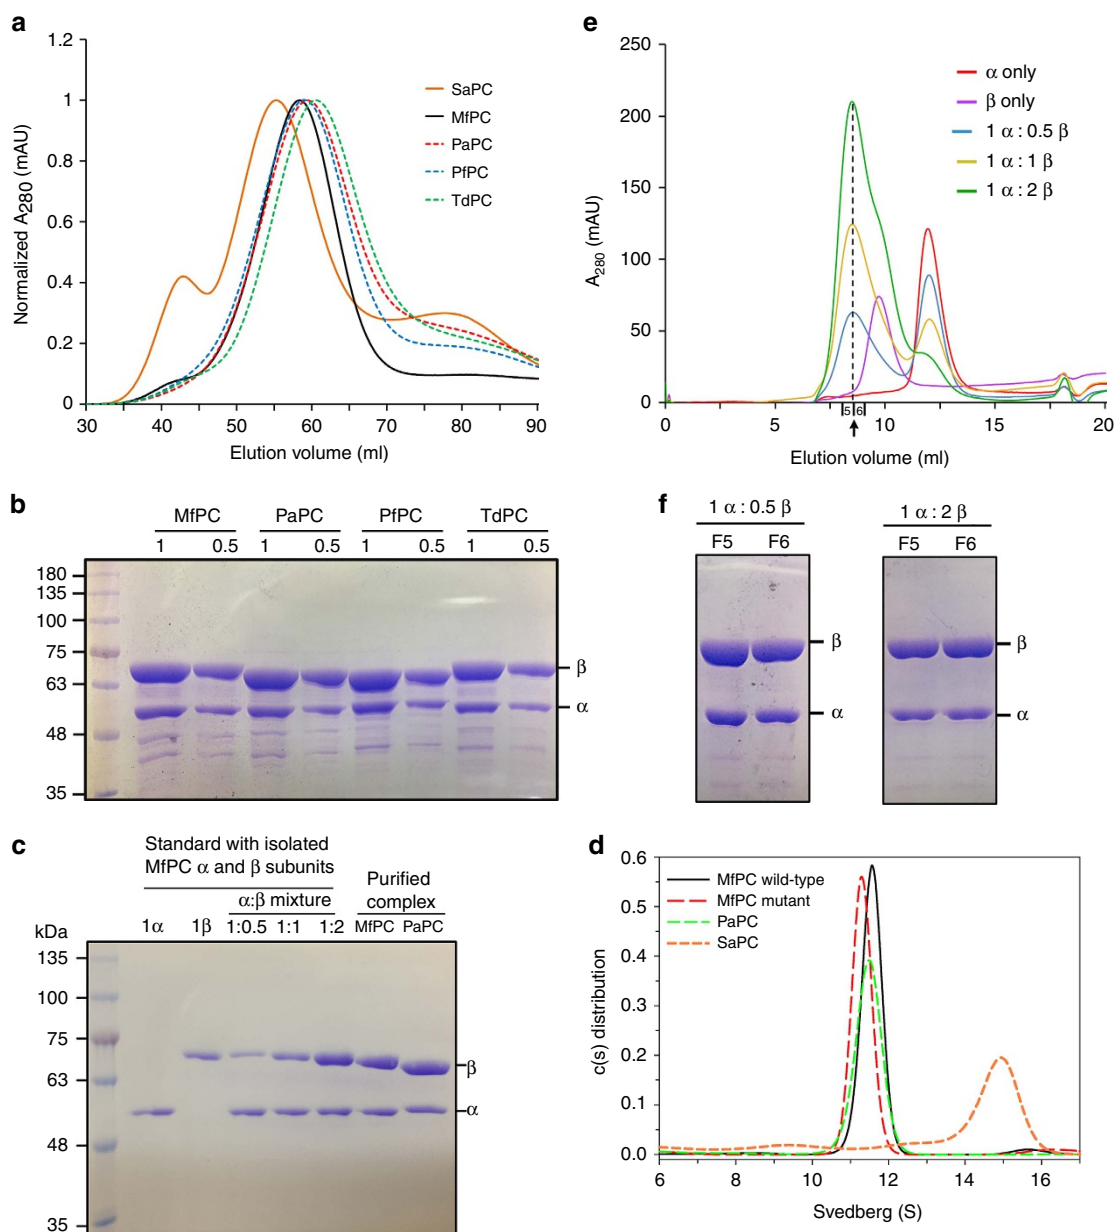 a
1.2
1
0.8
0.6
0.4
0.2
0
Normalized A280 (mAU)
30 40 50 60 70 80 90
Elution volume (ml)
SaPC
MfPC
PaPC
PfPC
TdPC
e
250
200
150
100
50
0
A280 (mAU)
0 5 10 15 20
5 6
Elution volume (ml)
α only
β only
1 α : 0.5 β
1 α : 1 β
1 α : 2 β
b
MfPC PaPC PfPC TdPC
1 0.5 1 0.5 1 0.5 1 0.5
180
135
100
75
63
48
35
β
α
f
1 α : 0.5 β
F5 F6
β
α
1 α : 2 β
F5 F6
β
α
c
Standard with isolated
MfPC α and β subunits
α:β mixture
Purified
complex
kDa
1α 1β 1:0.5 1:1 1:2 MfPC PaPC
135
100
75
63
48
35
β
α
d
0.6
0.5
0.4
0.3
0.2
0.1
0.0
c(s) distribution
MfPC wild-type
MfPC mutant
PaPC
SaPC
6 8 10 12 14 16
Svedberg (S)